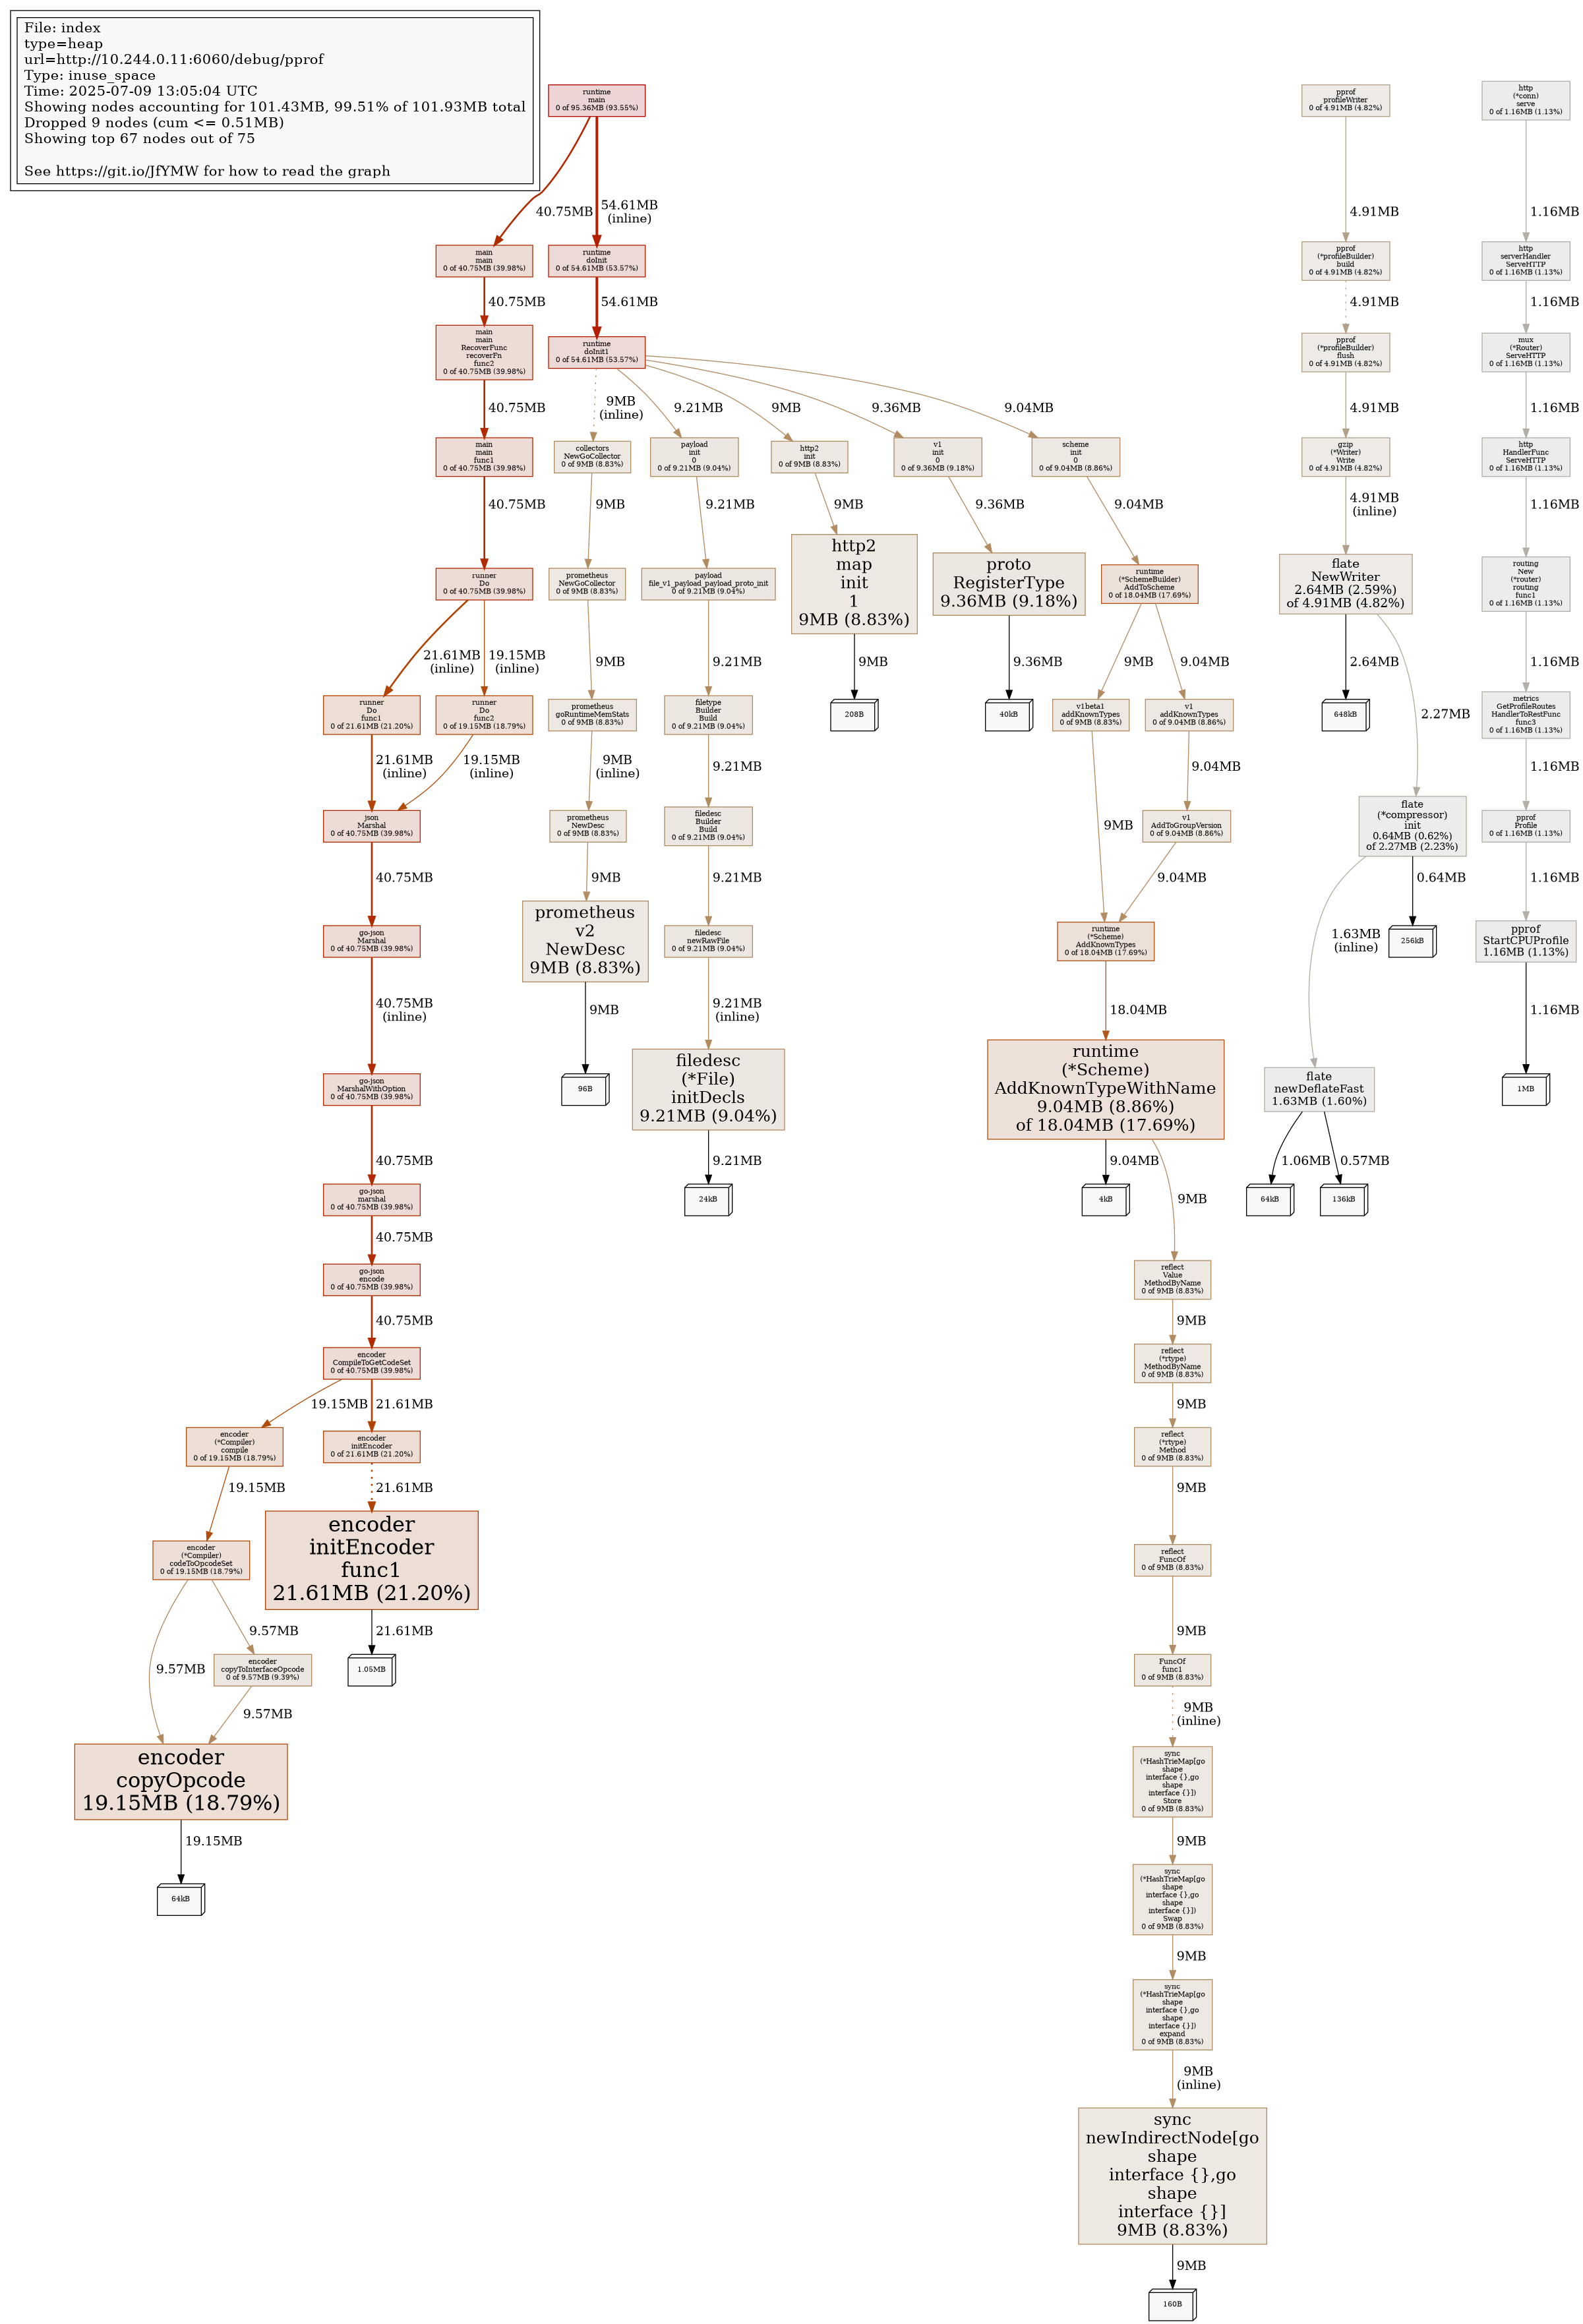 File: index
type=heap
url=http://10.244.0.11:6060/debug/pprof
Type: inuse_space
Time: 2025-07-09 13:05:04 UTC
Showing nodes accounting for 101.43MB, 99.51% of 101.93MB total
Dropped 9 nodes (cum <= 0.51MB)
Showing top 67 nodes out of 75
See https://git.io/JfYMW for how to read the graph
runtime
main
0 of 95.36MB (93.55%)
40.75MB
54.61MB
(inline)
main
main
0 of 40.75MB (39.98%)
40.75MB
main
main
RecoverFunc
recoverFn
func2
0 of 40.75MB (39.98%)
40.75MB
main
main
func1
0 of 40.75MB (39.98%)
40.75MB
runner
Do
0 of 40.75MB (39.98%)
21.61MB
(inline)
19.15MB
(inline)
runner
Do
func1
0 of 21.61MB (21.20%)
21.61MB
(inline)
runner
Do
func2
0 of 19.15MB (18.79%)
19.15MB
(inline)
json
Marshal
0 of 40.75MB (39.98%)
40.75MB
go-json
Marshal
0 of 40.75MB (39.98%)
40.75MB
(inline)
go-json
MarshalWithOption
0 of 40.75MB (39.98%)
40.75MB
go-json
marshal
0 of 40.75MB (39.98%)
40.75MB
go-json
encode
0 of 40.75MB (39.98%)
40.75MB
encoder
CompileToGetCodeSet
0 of 40.75MB (39.98%)
19.15MB
21.61MB
encoder
(*Compiler)
compile
0 of 19.15MB (18.79%)
19.15MB
encoder
(*Compiler)
codeToOpcodeSet
0 of 19.15MB (18.79%)
9.57MB
9.57MB
encoder
copyToInterfaceOpcode
0 of 9.57MB (9.39%)
9.57MB
encoder
copyOpcode
19.15MB (18.79%)
19.15MB
64kB
encoder
initEncoder
0 of 21.61MB (21.20%)
21.61MB
encoder
initEncoder
func1
21.61MB (21.20%)
21.61MB
1.05MB
runtime
doInit
0 of 54.61MB (53.57%)
54.61MB
runtime
doInit1
0 of 54.61MB (53.57%)
9MB
(inline)
9.21MB
9MB
9.36MB
9.04MB
collectors
NewGoCollector
0 of 9MB (8.83%)
9MB
prometheus
NewGoCollector
0 of 9MB (8.83%)
9MB
prometheus
goRuntimeMemStats
0 of 9MB (8.83%)
9MB
(inline)
prometheus
NewDesc
0 of 9MB (8.83%)
9MB
prometheus
v2
NewDesc
9MB (8.83%)
9MB
96B
payload
init
0
0 of 9.21MB (9.04%)
9.21MB
payload
file_v1_payload_payload_proto_init
0 of 9.21MB (9.04%)
9.21MB
filetype
Builder
Build
0 of 9.21MB (9.04%)
9.21MB
filedesc
Builder
Build
0 of 9.21MB (9.04%)
9.21MB
filedesc
newRawFile
0 of 9.21MB (9.04%)
9.21MB
(inline)
filedesc
(*File)
initDecls
9.21MB (9.04%)
9.21MB
24kB
http2
init
0 of 9MB (8.83%)
9MB
http2
map
init
1
9MB (8.83%)
9MB
208B
v1
init
0
0 of 9.36MB (9.18%)
9.36MB
proto
RegisterType
9.36MB (9.18%)
9.36MB
40kB
scheme
init
0
0 of 9.04MB (8.86%)
9.04MB
runtime
(*SchemeBuilder)
AddToScheme
0 of 18.04MB (17.69%)
9MB
9.04MB
v1beta1
addKnownTypes
0 of 9MB (8.83%)
9MB
v1
addKnownTypes
0 of 9.04MB (8.86%)
9.04MB
v1
AddToGroupVersion
0 of 9.04MB (8.86%)
9.04MB
runtime
(*Scheme)
AddKnownTypes
0 of 18.04MB (17.69%)
18.04MB
runtime
(*Scheme)
AddKnownTypeWithName
9.04MB (8.86%)
of 18.04MB (17.69%)
9.04MB
4kB
9MB
reflect
Value
MethodByName
0 of 9MB (8.83%)
9MB
reflect
(*rtype)
MethodByName
0 of 9MB (8.83%)
9MB
reflect
(*rtype)
Method
0 of 9MB (8.83%)
9MB
reflect
FuncOf
0 of 9MB (8.83%)
9MB
FuncOf
func1
0 of 9MB (8.83%)
9MB
(inline)
sync
(*HashTrieMap[go
shape
interface {},go
shape
interface {}])
Store
0 of 9MB (8.83%)
9MB
sync
(*HashTrieMap[go
shape
interface {},go
shape
interface {}])
Swap
0 of 9MB (8.83%)
9MB
sync
(*HashTrieMap[go
shape
interface {},go
shape
interface {}])
expand
0 of 9MB (8.83%)
9MB
(inline)
sync
newIndirectNode[go
shape
interface {},go
shape
interface {}]
9MB (8.83%)
9MB
160B
pprof
profileWriter
0 of 4.91MB (4.82%)
4.91MB
pprof
(*profileBuilder)
build
0 of 4.91MB (4.82%)
4.91MB
pprof
(*profileBuilder)
flush
0 of 4.91MB (4.82%)
4.91MB
gzip
(*Writer)
Write
0 of 4.91MB (4.82%)
4.91MB
(inline)
flate
NewWriter
2.64MB (2.59%)
of 4.91MB (4.82%)
2.64MB
648kB
2.27MB
flate
(*compressor)
init
0.64MB (0.62%)
of 2.27MB (2.23%)
0.64MB
256kB
1.63MB
(inline)
flate
newDeflateFast
1.63MB (1.60%)
1.06MB
0.57MB
64kB
136kB
http
(*conn)
serve
0 of 1.16MB (1.13%)
1.16MB
http
serverHandler
ServeHTTP
0 of 1.16MB (1.13%)
1.16MB
mux
(*Router)
ServeHTTP
0 of 1.16MB (1.13%)
1.16MB
http
HandlerFunc
ServeHTTP
0 of 1.16MB (1.13%)
1.16MB
routing
New
(*router)
routing
func1
0 of 1.16MB (1.13%)
1.16MB
metrics
GetProfileRoutes
HandlerToRestFunc
func3
0 of 1.16MB (1.13%)
1.16MB
pprof
Profile
0 of 1.16MB (1.13%)
1.16MB
pprof
StartCPUProfile
1.16MB (1.13%)
1.16MB
1MB